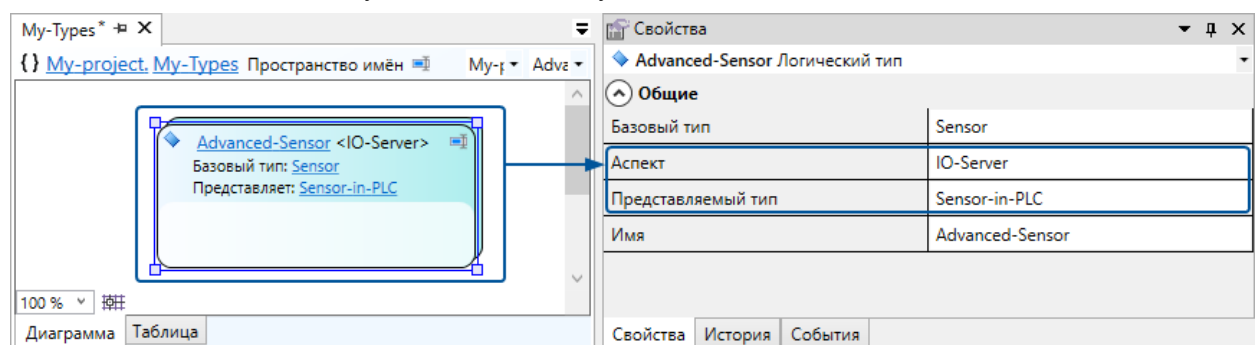 My-Types*
{} My-project. My-Types Пространство имён My-p Adva
Advanced-Sensor <IO-Server>
Базовый тип: Sensor
Представляет: Sensor-in-PLC
100 %
Диаграмма Таблица
Свойства
Advanced-Sensor Логический тип
Общие
Базовый тип Sensor
Аспект IO-Server
Представляемый тип Sensor-in-PLC
Имя Advanced-Sensor
Свойства История События